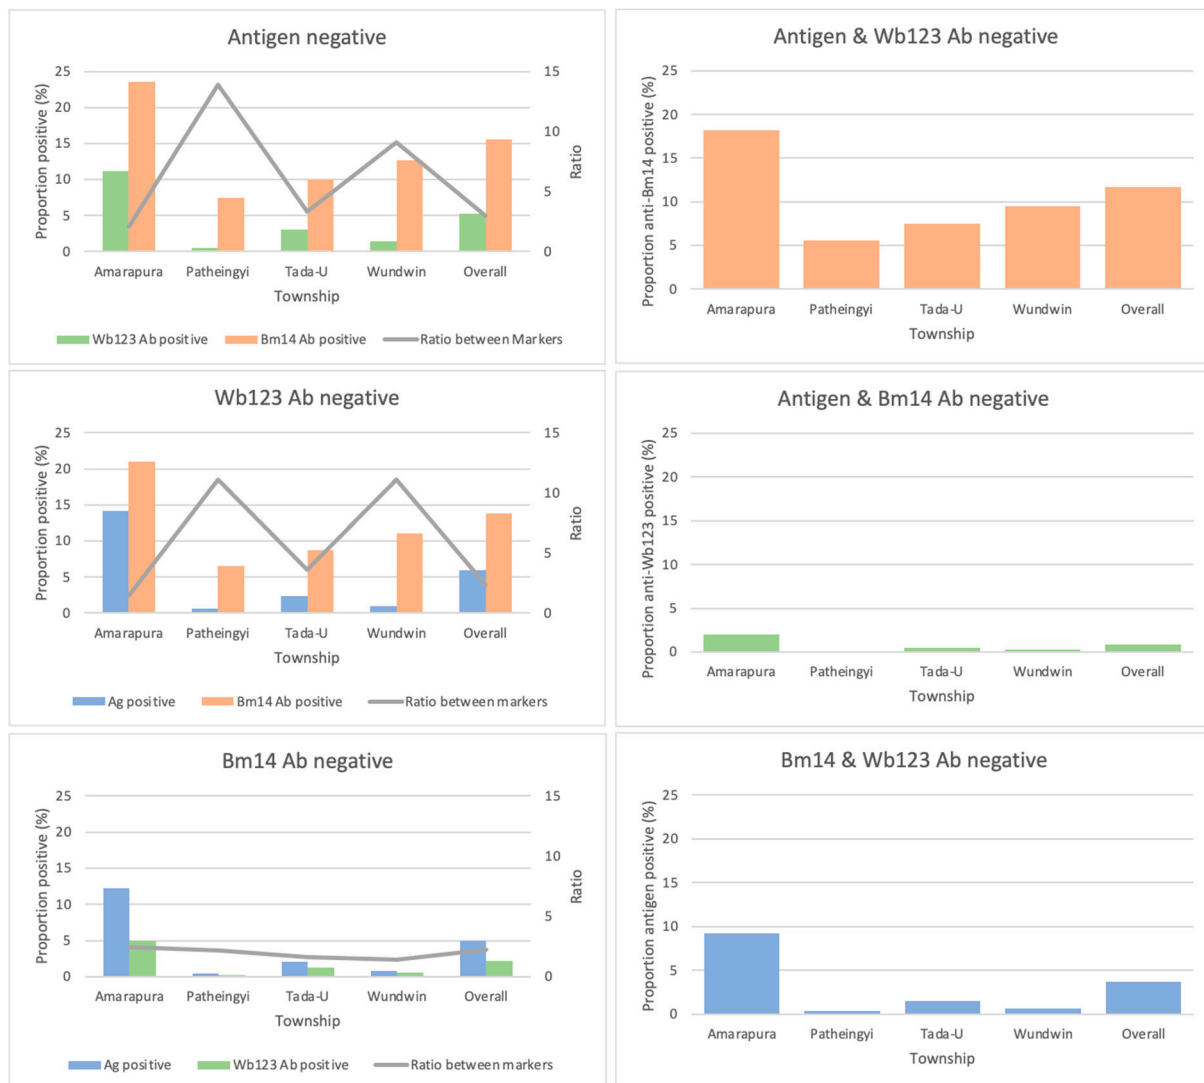 Antigen negative
Proportion positive (%)
25
20
15
10
5
0
15
10
5
0
Ratio
Amarapura Patheingyi Tada-U Wundwin Overall
Township
Wb123 Ab positive Bm14 Ab positive Ratio between Markers
Antigen & Wb123 Ab negative
Proportion anti-Bm14 positive (%)
25
20
15
10
5
0
Amarapura Patheingyi Tada-U Wundwin Overall
Township
Wb123 Ab negative
Proportion positive (%)
25
20
15
10
5
0
15
10
5
0
Ratio
Amarapura Patheingyi Tada-U Wundwin Overall
Township
Ag positive Bm14 Ab positive Ratio between markers
Antigen & Bm14 Ab negative
Proportion anti-Wb123 positive (%)
25
20
15
10
5
0
Amarapura Patheingyi Tada-U Wundwin Overall
Township
Bm14 Ab negative
Proportion positive (%)
25
20
15
10
5
0
15
10
5
0
Ratio
Amarapura Patheingyi Tada-U Wundwin Overall
Township
Ag positive Wb123 Ab positive Ratio between markers
Bm14 & Wb123 Ab negative
Proportion antigen positive (%)
25
20
15
10
5
0
Amarapura Patheingyi Tada-U Wundwin Overall
Township